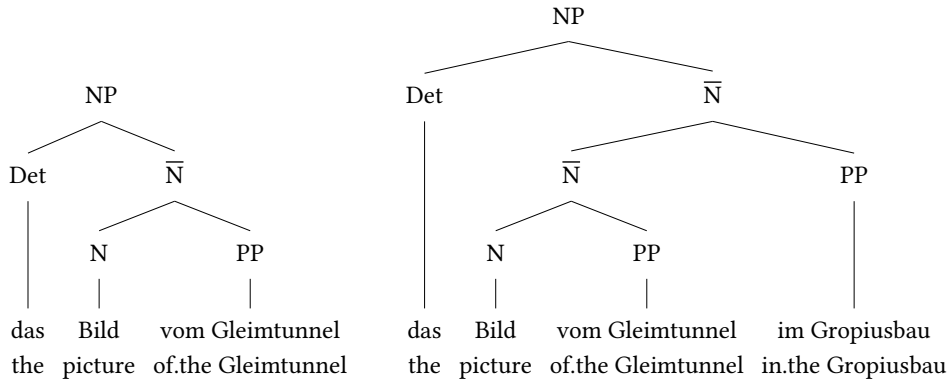 NP
Det N̅
N PP
das Bild vom Gleimtunnel
the picture of.the Gleimtunnel
NP
Det N̅
N̅ PP
N PP
das Bild vom Gleimtunnel im Gropiusbau
the picture of.the Gleimtunnel in.the Gropiusbau